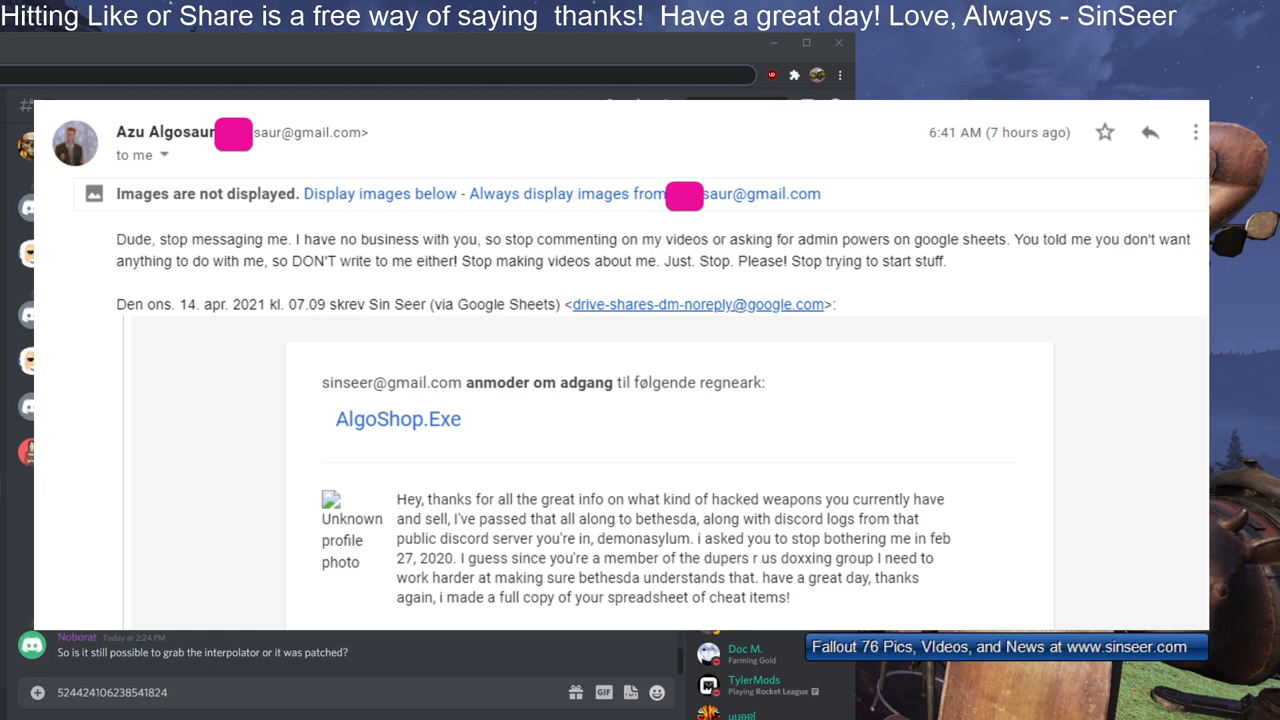 Hitting Like or Share is a free way of saying thanks! Have a great day! Love, Always - SinSeer
Azu Algosaur saur@gmail.com>
6:41 AM (7 hours ago)
to me
Images are not displayed. Display images below - Always display images from saur@gmail.com
Dude, stop messaging me. I have no business with you, so stop commenting on my videos or asking for admin powers on google sheets. You told me you don't want
anything to do with me, so DON'T write to me either! Stop making videos about me. Just. Stop. Please! Stop trying to start stuff.
Den ons. 14. apr. 2021 kl. 07.09 skrev Sin Seer (via Google Sheets) <drive-shares-dm-noreply@google.com>:
sinseer@gmail.com anmoder om adgang til følgende regneark:
AlgoShop.Exe
Unknown
profile
photo
Hey, thanks for all the great info on what kind of hacked weapons you currently have
and sell, I've passed that all along to bethesda, along with discord logs from that
public discord server you're in, demonasylum. i asked you to stop bothering me in feb
27, 2020. I guess since you're a member of the dupers r us doxxing group I need to
work harder at making sure bethesda understands that. have a great day, thanks
again, i made a full copy of your spreadsheet of cheat items!
Noborat Today at 2:24 PM
So is it still possible to grab the interpolator or it was patched?
524424106238541824
GIF
Doc M.
Farming Gold
TylerMods
Playing Rocket League
Fallout 76 Pics, VIdeos, and News at www.sinseer.com